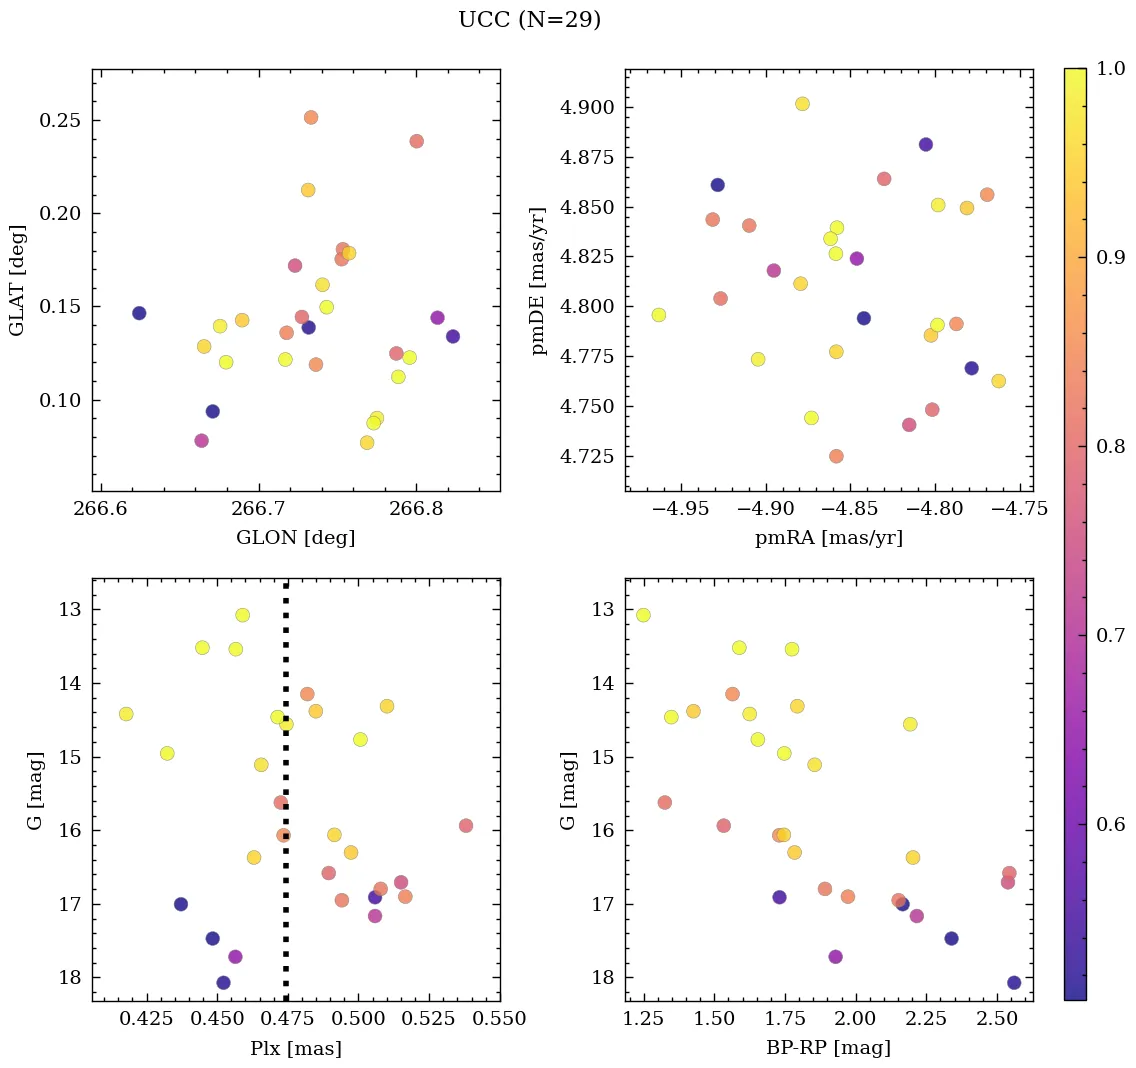 UCC (N=29)
0.25
0.20
0.15
0.10
GLAT [deg]
266.6 266.7 266.8
GLON [deg]
4.900
4.875
4.850
4.825
4.800
4.775
4.750
4.725
pmDE [mas/yr]
−4.95 −4.90 −4.85 −4.80 −4.75
pmRA [mas/yr]
13
14
15
16
17
18
G [mag]
0.425 0.450 0.475 0.500 0.525 0.550
Plx [mas]
13
14
15
16
17
18
G [mag]
1.25 1.50 1.75 2.00 2.25 2.50
BP-RP [mag]
1.0
0.9
0.8
0.7
0.6